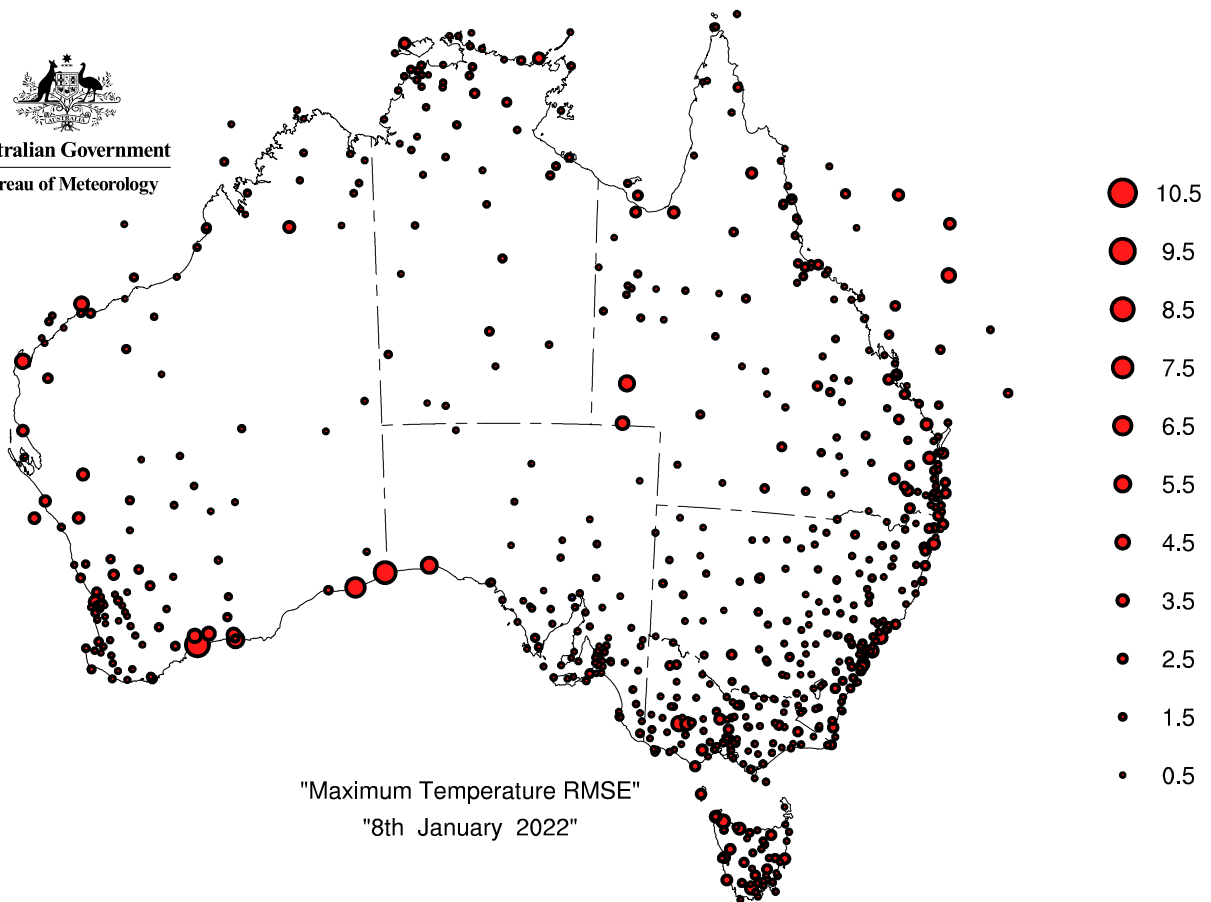 AUSTRALIA
tralian Government
reau of Meteorology
10.5
9.5
8.5
7.5
6.5
5.5
4.5
3.5
2.5
1.5
0.5
"Maximum Temperature RMSE"
"8th January 2022"